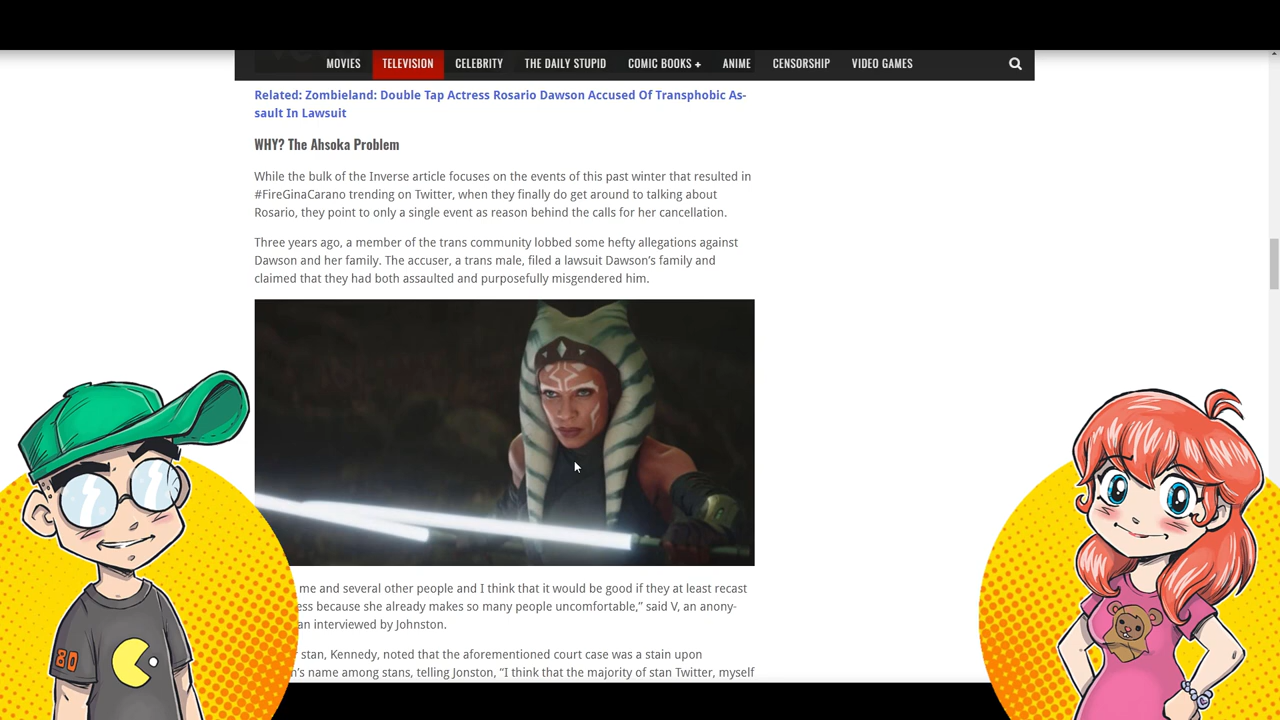 MOVIES TELEVISION CELEBRITY THE DAILY STUPID COMIC BOOKS + ANIME CENSORSHIP VIDEO GAMES
Related: Zombieland: Double Tap Actress Rosario Dawson Accused Of Transphobic As-
sault In Lawsuit
WHY? The Ahsoka Problem
While the bulk of the Inverse article focuses on the events of this past winter that resulted in
#FireGinaCarano trending on Twitter, when they finally do get around to talking about
Rosario, they point to only a single event as reason behind the calls for her cancellation.
Three years ago, a member of the trans community lobbed some hefty allegations against
Dawson and her family. The accuser, a trans male, filed a lawsuit Dawson’s family and
claimed that they had both assaulted and purposefully misgendered him.
me and several other people and I think that it would be good if they at least recast
ess because she already makes so many people uncomfortable,” said V, an anony-
an interviewed by Johnston.
stan, Kennedy, noted that the aforementioned court case was a stain upon
n’s name among stans, telling Jonston, “I think that the majority of stan Twitter, myself
80